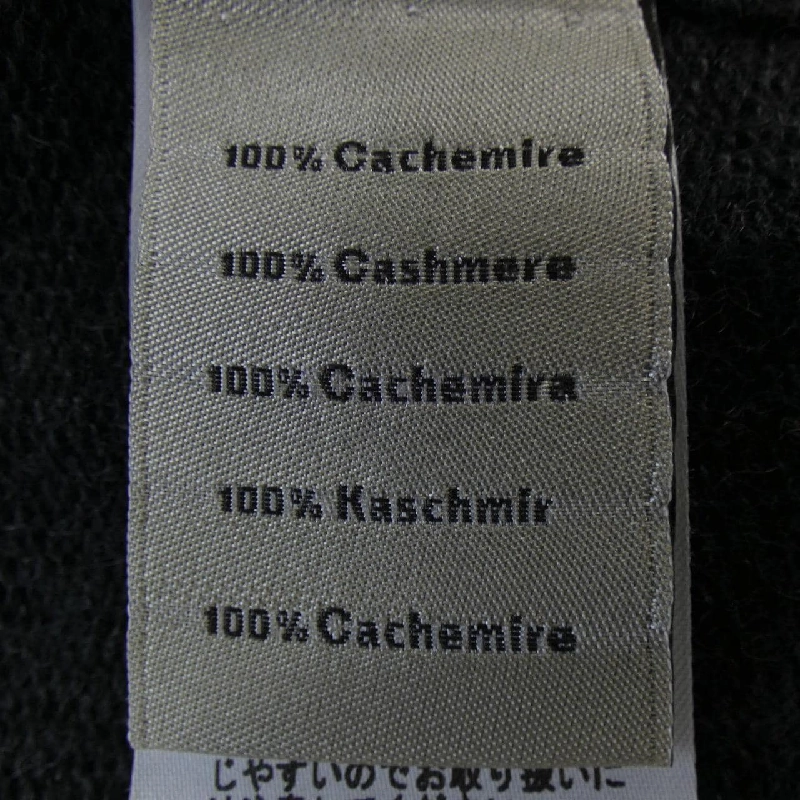 100% Cachemire
100% Cashmere
100% Cachemira
100% Kaschmir
100% Cachemire
じやすいのでお取り扱いに